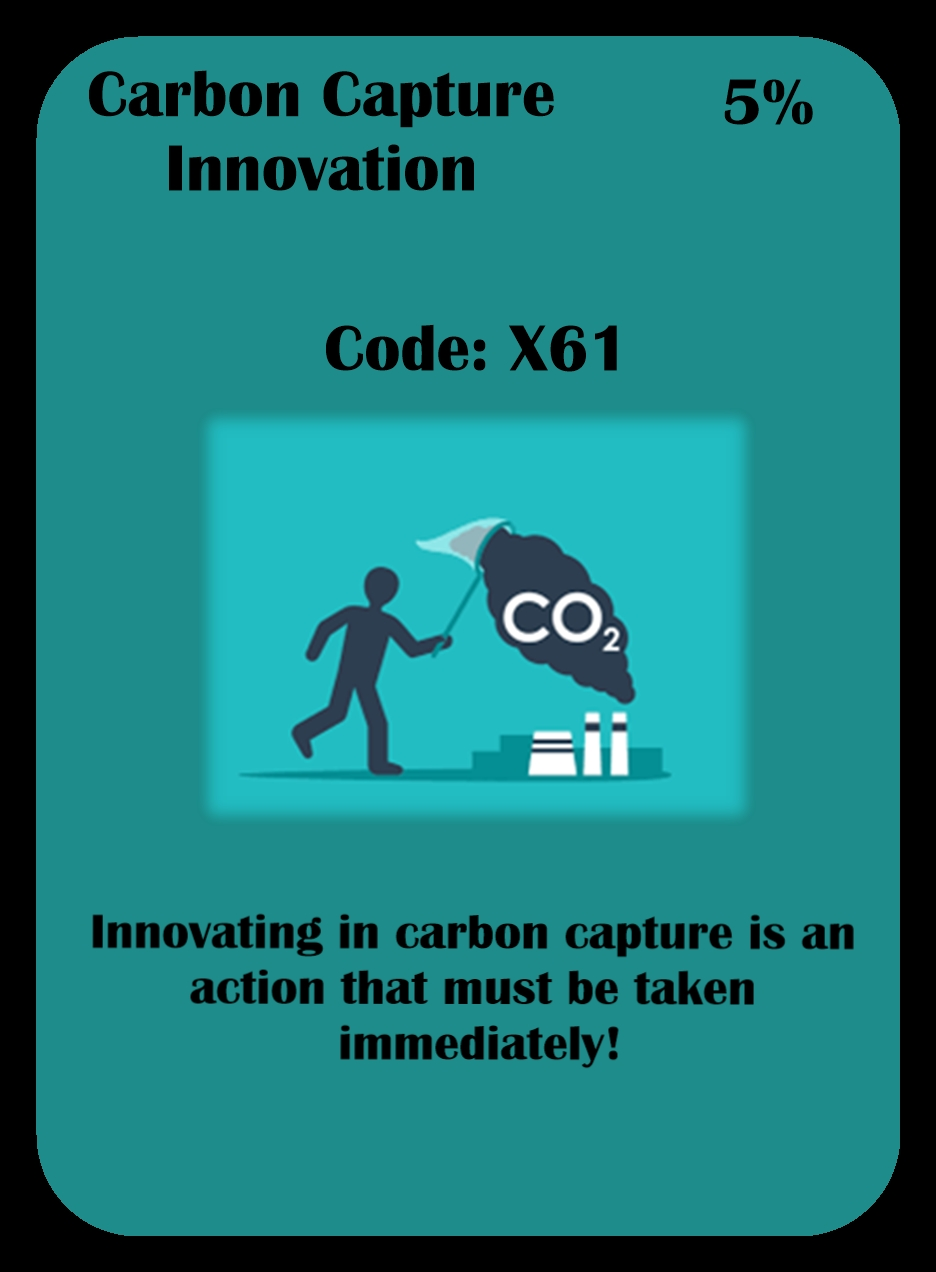 Carbon Capture
Innovation
5%
Code: X61
CO₂
Innovating in carbon capture is an
action that must be taken
immediately!